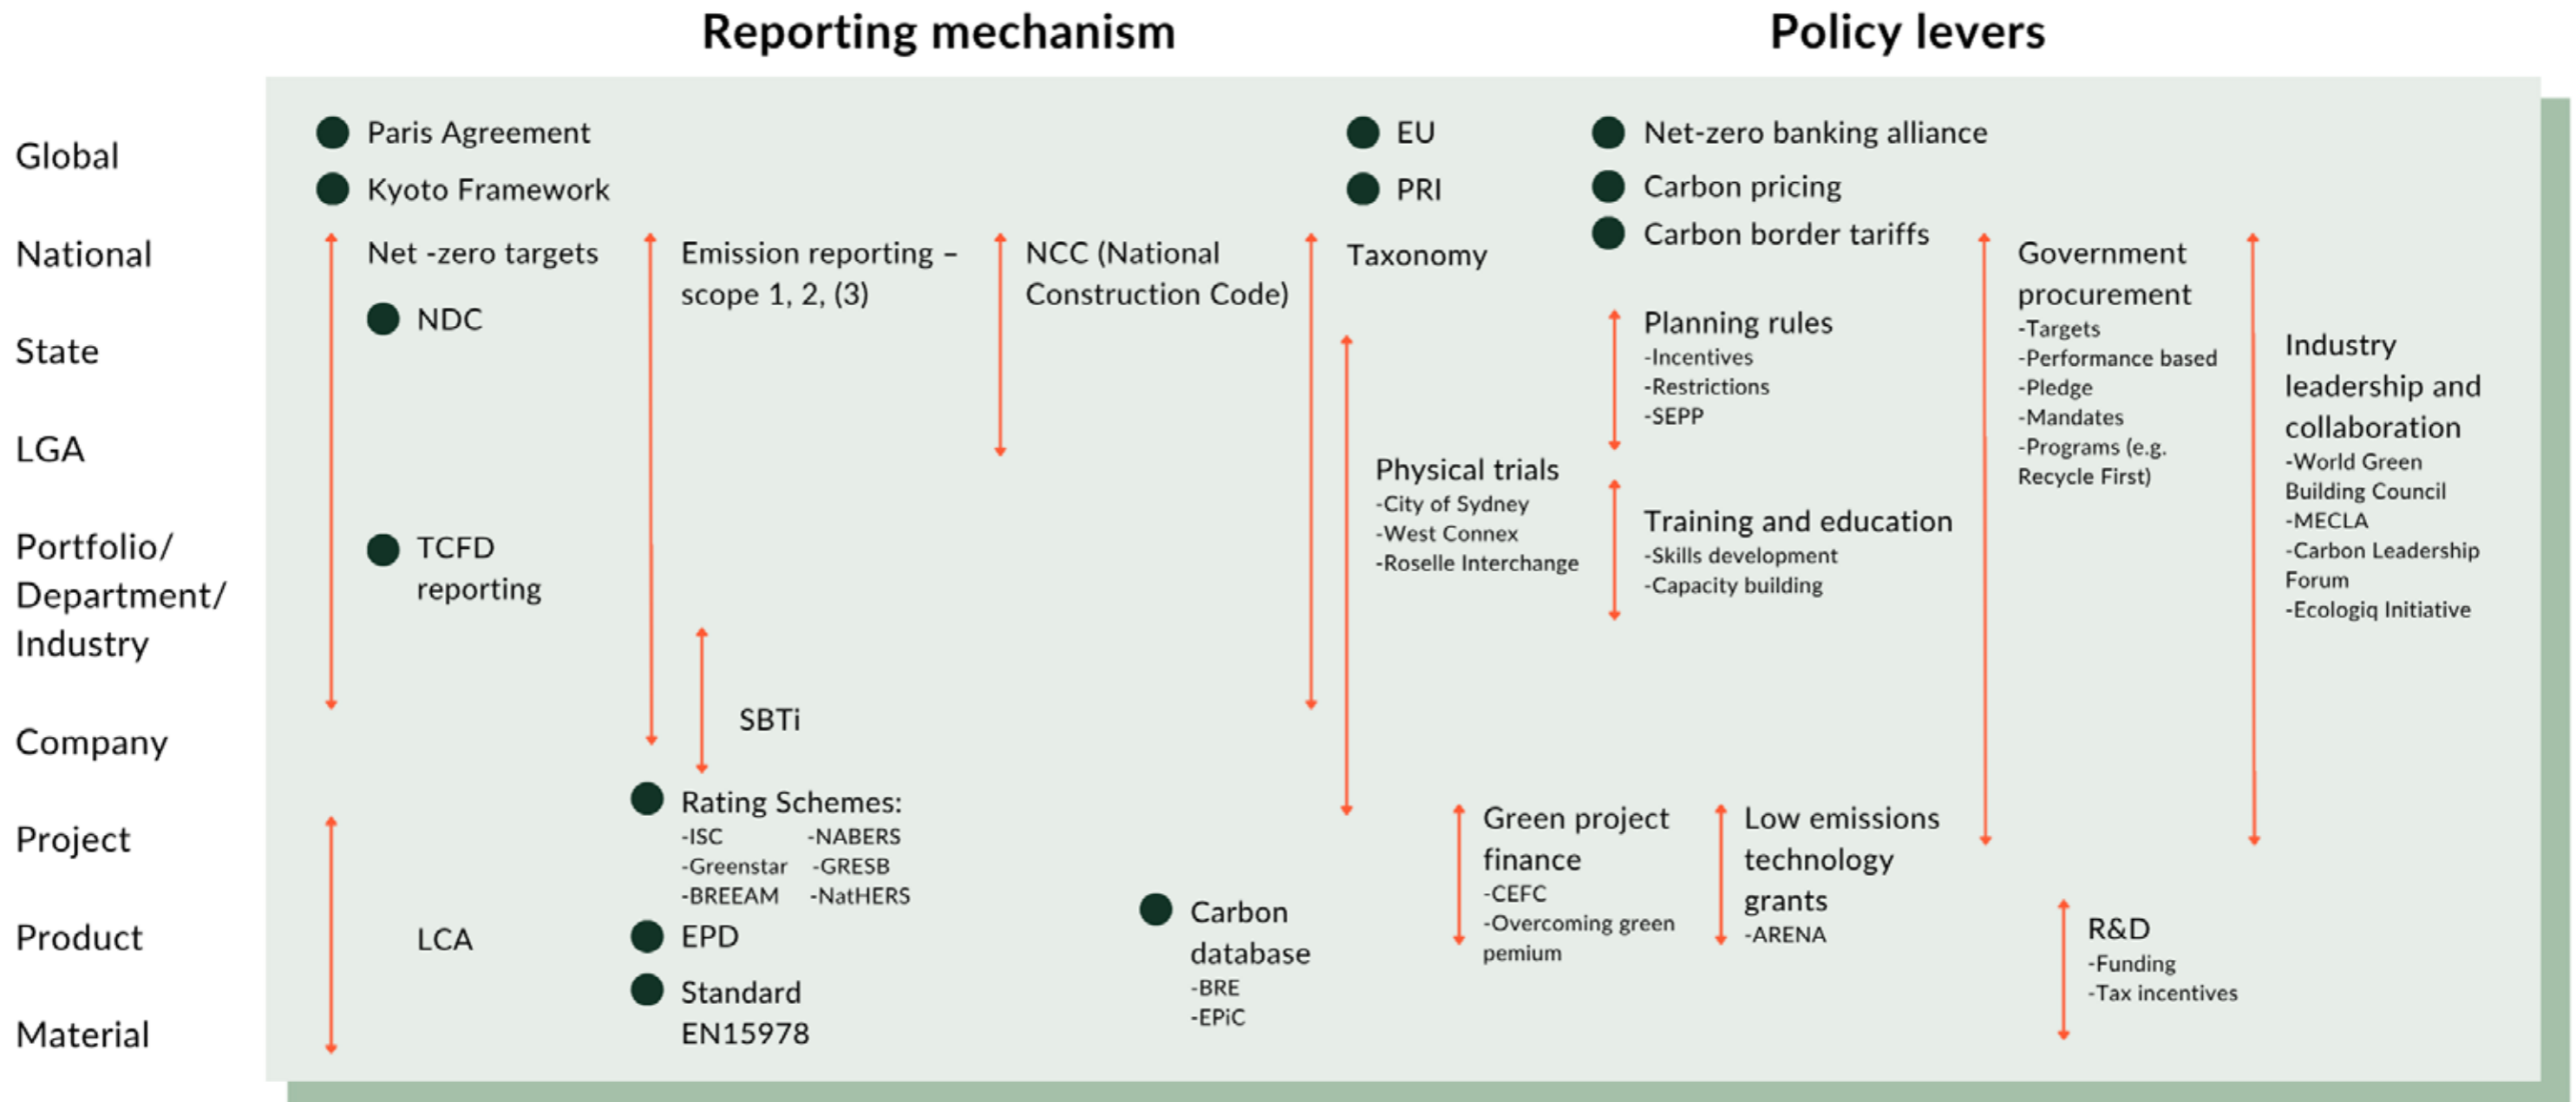 Reporting mechanism
Policy levers
Global
National
State
LGA
Portfolio/
Department/
Industry
Company
Project
Product
Material
Paris Agreement
Kyoto Framework
Net -zero targets
NDC
TCFD
reporting
LCA
Emission reporting –
scope 1, 2, (3)
SBTi
Rating Schemes:
-ISC -NABERS
-Greenstar -GRESB
-BREEAM -NatHERS
EPD
Standard
EN15978
NCC (National
Construction Code)
Carbon
database
-BRE
-EPiC
EU
PRI
Taxonomy
Physical trials
-City of Sydney
-West Connex
-Roselle Interchange
Net-zero banking alliance
Carbon pricing
Carbon border tariffs
Planning rules
-Incentives
-Restrictions
-SEPP
Training and education
-Skills development
-Capacity building
Green project
finance
-CEFC
-Overcoming green
pemium
Low emissions
technology
grants
-ARENA
Government
procurement
-Targets
-Performance based
-Pledge
-Mandates
-Programs (e.g.
Recycle First)
R&D
-Funding
-Tax incentives
Industry
leadership and
collaboration
-World Green
Building Council
-MECLA
-Carbon Leadership
Forum
-Ecologiq Initiative